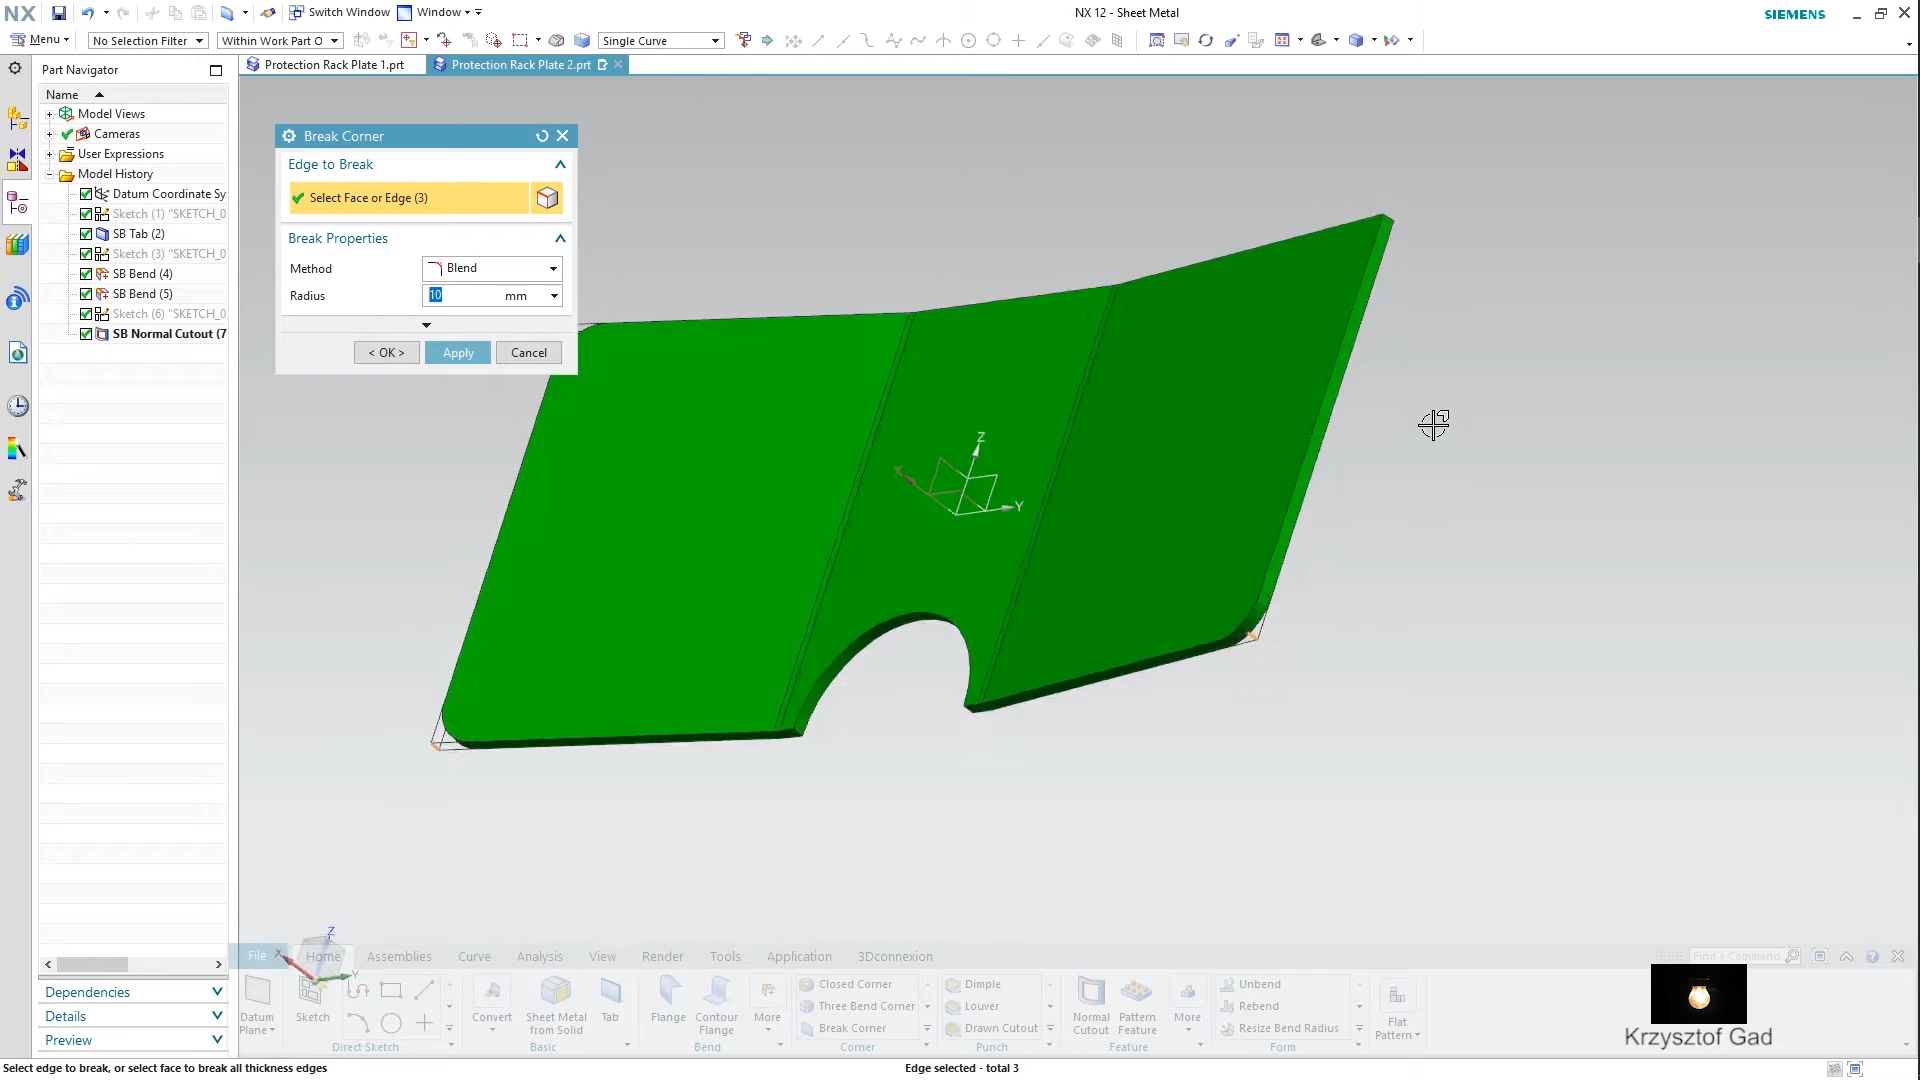 NX
Switch Window
Window
NX 12 - Sheet Metal
SIEMENS
Menu
No Selection Filter
Within Work Part O
Single Curve
Part Navigator
Protection Rack Plate 1.prt
Protection Rack Plate 2.prt
Name
Model Views
Cameras
User Expressions
Model History
Datum Coordinate Sy
Sketch (1) "SKETCH_0
SB Tab (2)
Sketch (3) "SKETCH_0
SB Bend (4)
SB Bend (5)
Sketch (6) "SKETCH_0
SB Normal Cutout (7
Break Corner
Edge to Break
Select Face or Edge (3)
Break Properties
Method
Blend
Radius
10
mm
< OK >
Apply
Cancel
Z
X
Y
Z
X
Y
File
Home
Assemblies
Curve
Analysis
View
Render
Tools
Application
3Dconnexion
Find a Command
Datum
Plane
Sketch
Direct Sketch
Convert
Sheet Metal
from Solid
Tab
Basic
Flange
Contour
Flange
More
Bend
Closed Corner
Three Bend Corner
Break Corner
Corner
Dimple
Louver
Drawn Cutout
Punch
Normal
Cutout
Pattern
Feature
More
Feature
Unbend
Rebend
Resize Bend Radius
Form
Flat
Pattern
Krzysztof Gad
Dependencies
Details
Preview
Select edge to break, or select face to break all thickness edges
Edge selected - total 3